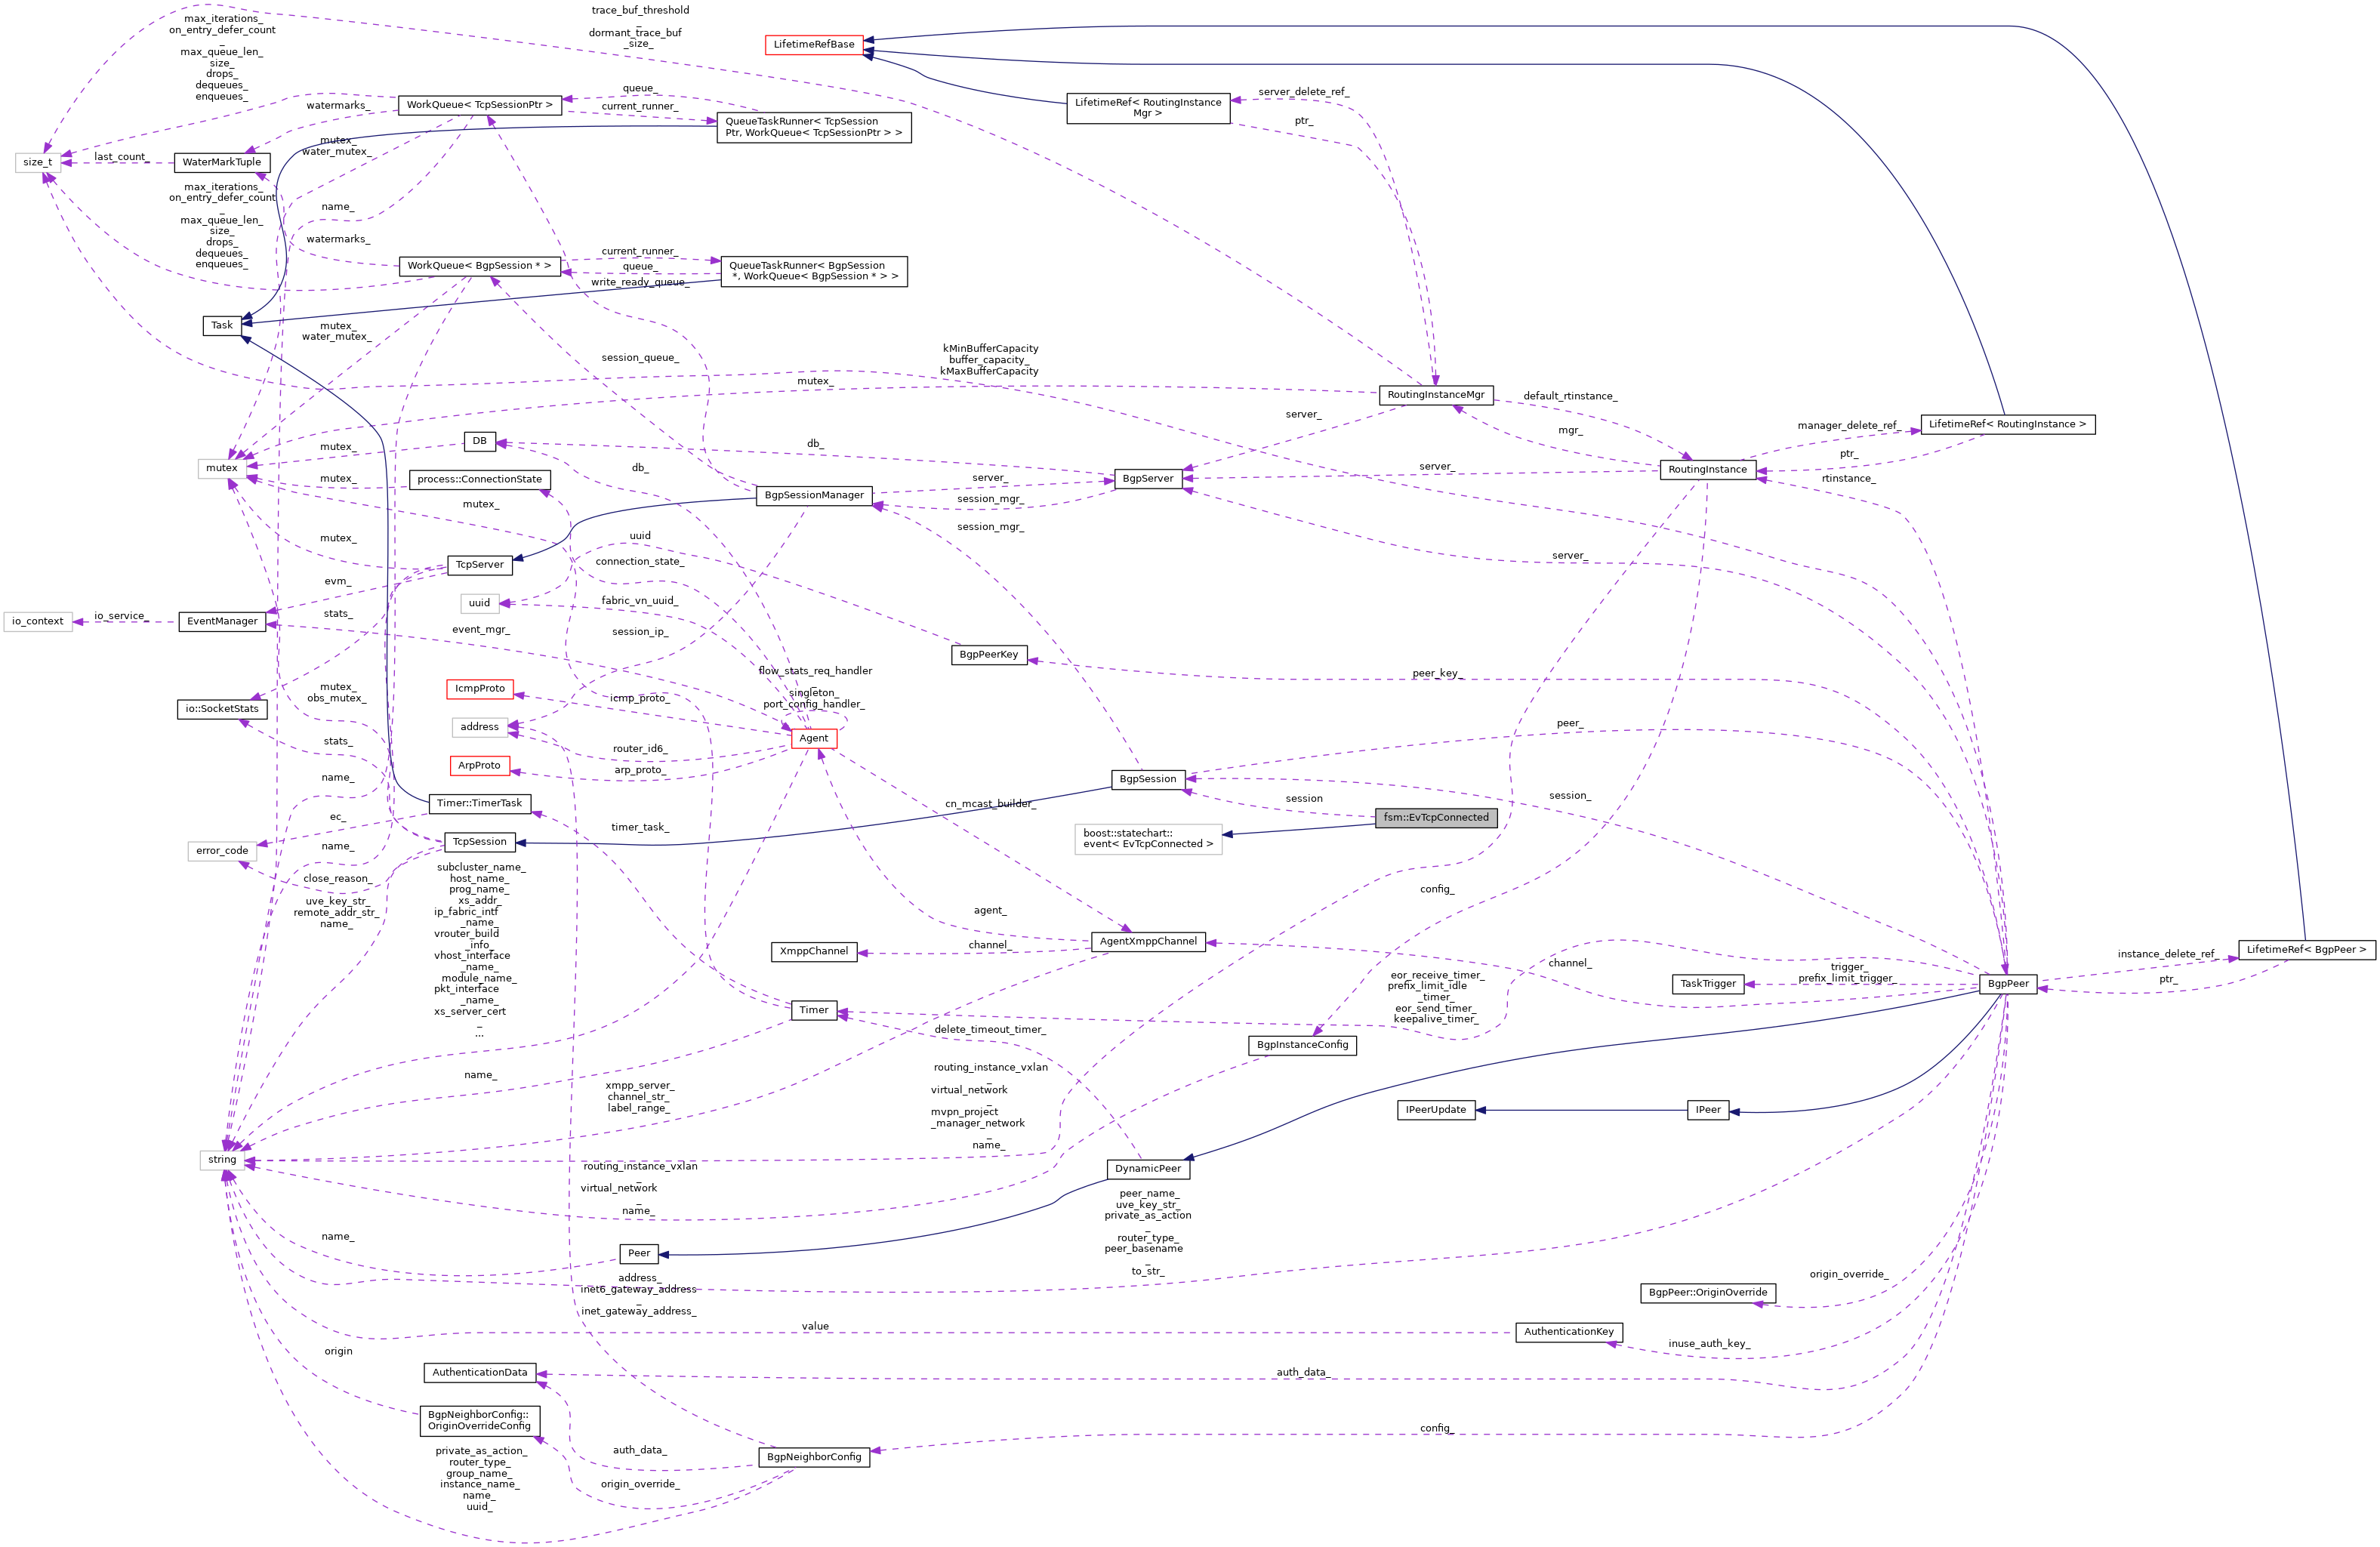 trace_buf_threshold
_
dormant_trace_buf
_size_
max_iterations_
on_entry_defer_count
_
max_queue_len_
size_
drops_
dequeues_
enqueues_
LifetimeRefBase
queue_
server_delete_ref_
WorkQueue< TcpSessionPtr >
watermarks_
current_runner_
LifetimeRef< RoutingInstance
Mgr >
QueueTaskRunner< TcpSession
Ptr, WorkQueue< TcpSessionPtr > >
ptr_
mutex_
water_mutex_
size_t
last_count_
WaterMarkTuple
max_iterations_
on_entry_defer_count
_
max_queue_len_
size_
drops_
dequeues_
enqueues_
name_
watermarks_
current_runner_
WorkQueue< BgpSession * >
queue_
QueueTaskRunner< BgpSession
*, WorkQueue< BgpSession * > >
write_ready_queue_
Task
mutex_
water_mutex_
session_queue_
kMinBufferCapacity
buffer_capacity_
kMaxBufferCapacity
mutex_
RoutingInstanceMgr
default_rtinstance_
server_
mgr_
manager_delete_ref_
LifetimeRef< RoutingInstance >
DB
mutex_
db_
db_
ptr_
mutex
process::ConnectionState
mutex_
server_
RoutingInstance
rtinstance_
BgpServer
server_
BgpSessionManager
session_mgr_
mutex_
session_mgr_
mutex_
uuid
TcpServer
connection_state_
server_
evm_
uuid
fabric_vn_uuid_
io_context
io_service_
EventManager
stats_
event_mgr_
session_ip_
BgpPeerKey
peer_key_
flow_stats_req_handler
_
singleton_
port_config_handler_
IcmpProto
icmp_proto_
mutex_
obs_mutex_
io::SocketStats
address
Agent
peer_
stats_
router_id6_
ArpProto
arp_proto_
name_
BgpSession
session
session_
Timer::TimerTask
cn_mcast_builder_
fsm::EvTcpConnected
ec_
timer_task_
boost::statechart::
event< EvTcpConnected >
error_code
name_
TcpSession
close_reason_
uve_key_str_
remote_addr_str_
name_
subcluster_name_
host_name_
prog_name_
xs_addr_
ip_fabric_intf
_name_
vrouter_build
_info_
vhost_interface
_name_
module_name_
pkt_interface
_name_
xs_server_cert
_
...
config_
agent_
AgentXmppChannel
XmppChannel
channel_
LifetimeRef< BgpPeer >
instance_delete_ref
_
channel_
trigger_
prefix_limit_trigger_
TaskTrigger
BgpPeer
ptr_
eor_receive_timer_
prefix_limit_idle
_timer_
eor_send_timer_
keepalive_timer_
Timer
delete_timeout_timer_
BgpInstanceConfig
name_
routing_instance_vxlan
_
virtual_network
_
mvpn_project
_manager_network
_
name_
xmpp_server_
channel_str_
label_range_
IPeerUpdate
IPeer
string
DynamicPeer
routing_instance_vxlan
_
virtual_network
_
name_
peer_name_
uve_key_str_
private_as_action
_
router_type_
peer_basename
_
to_str_
name_
Peer
address_
inet6_gateway_address
_
inet_gateway_address_
origin_override_
BgpPeer::OriginOverride
value
AuthenticationKey
inuse_auth_key_
origin
AuthenticationData
auth_data_
BgpNeighborConfig::
OriginOverrideConfig
config_
auth_data_
BgpNeighborConfig
private_as_action_
router_type_
group_name_
instance_name_
name_
uuid_
origin_override_